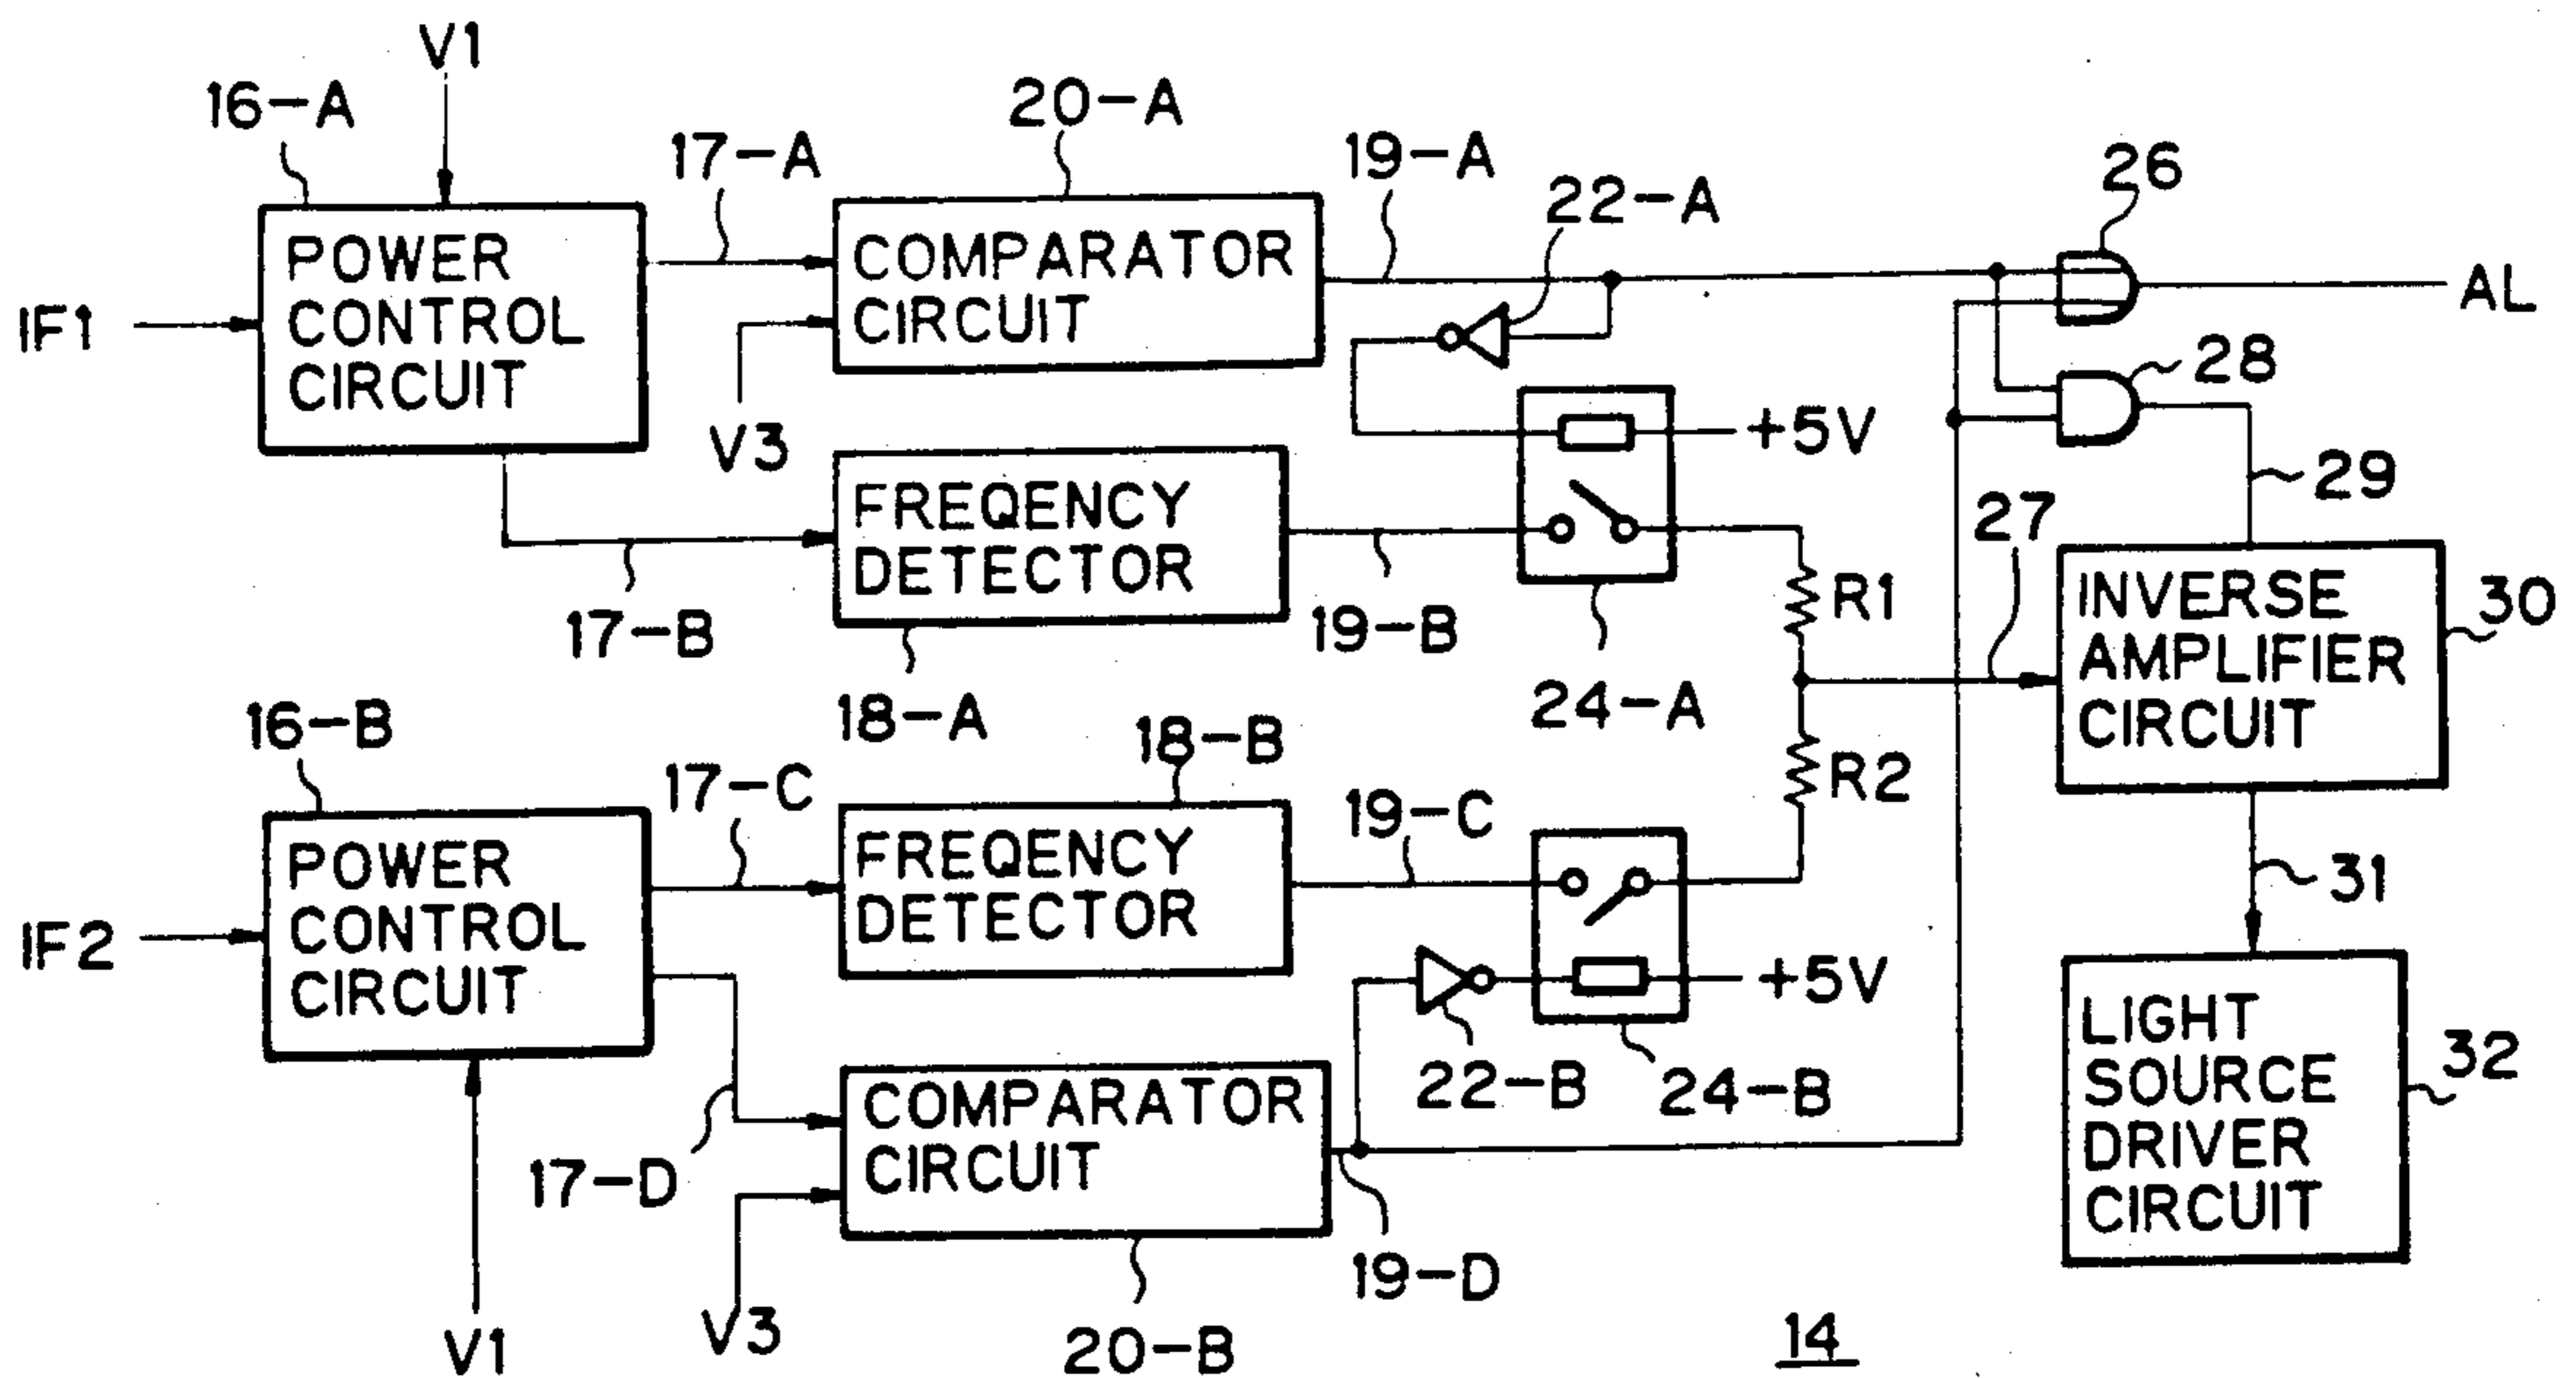 V1
16-A
20-A
17-A
19-A
22-A
26
POWER
CONTROL
CIRCUIT
COMPARATOR
CIRCUIT
IF1
AL
28
V3
+5V
29
FREQENCY
DETECTOR
27
17-B
19-B
R1
INVERSE
AMPLIFIER
CIRCUIT
30
18-A
24-A
16-B
18-B
17-C
19-C
R2
POWER
CONTROL
CIRCUIT
FREQENCY
DETECTOR
31
IF2
+5V
LIGHT
SOURCE
DRIVER
CIRCUIT
32
COMPARATOR
CIRCUIT
22-B
24-B
17-D
19-D
V1
V3
20-B
14